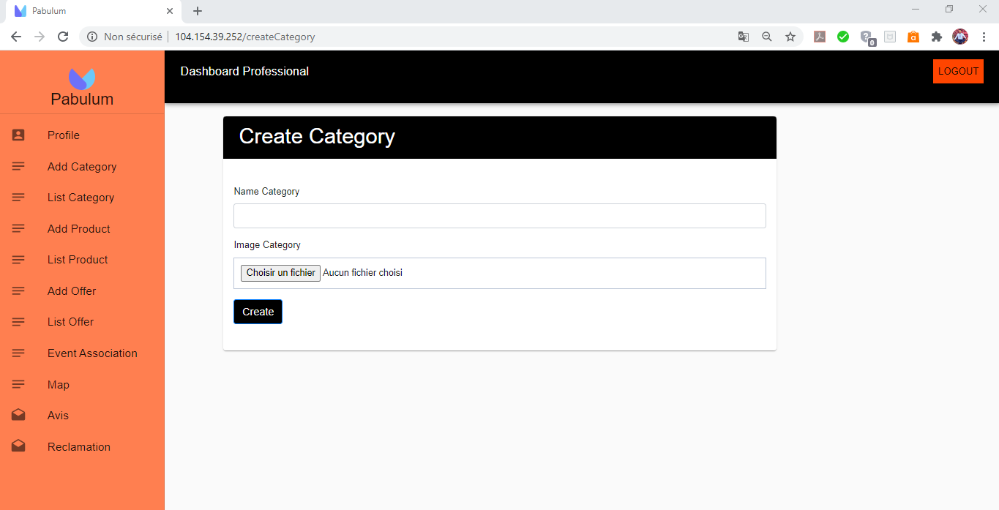 Pabulum
Non sécurisé | 104.154.39.252/createCategory
0
a
Pabulum
Dashboard Professional
LOGOUT
Profile
Add Category
List Category
Add Product
List Product
Add Offer
List Offer
Event Association
Map
Avis
Reclamation
Create Category
Name Category
Image Category
Choisir un fichier Aucun fichier choisi
Create